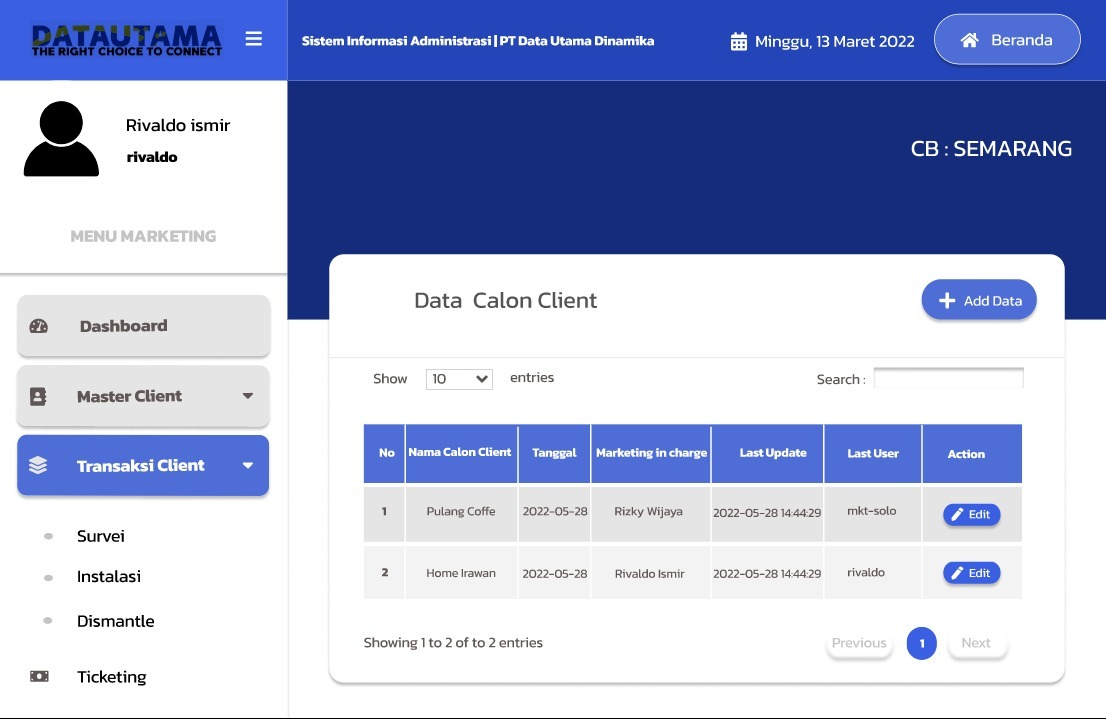 DATAUTAMA
THE RIGHT CHOICE TO CONNECT
Sistem Informasi Administrasi | PT Data Utama Dinamika
Minggu, 13 Maret 2022
Beranda
Rivaldo ismir
rivaldo
CB : SEMARANG
MENU MARKETING
Dashboard
Master Client
Transaksi Client
Survei
Instalasi
Dismantle
Ticketing
Data Calon Client
Add Data
Show 10 entries
Search :
No Nama Calon Client Tanggal Marketing in charge Last Update Last User Action
1 Pulang Coffe 2022-05-28 Rizky Wijaya 2022-05-28 14:44:29 mkt-solo Edit
2 Home Irawan 2022-05-28 Rivaldo Ismir 2022-05-28 14:44:29 rivaldo Edit
Showing 1 to 2 of to 2 entries
Previous 1 Next